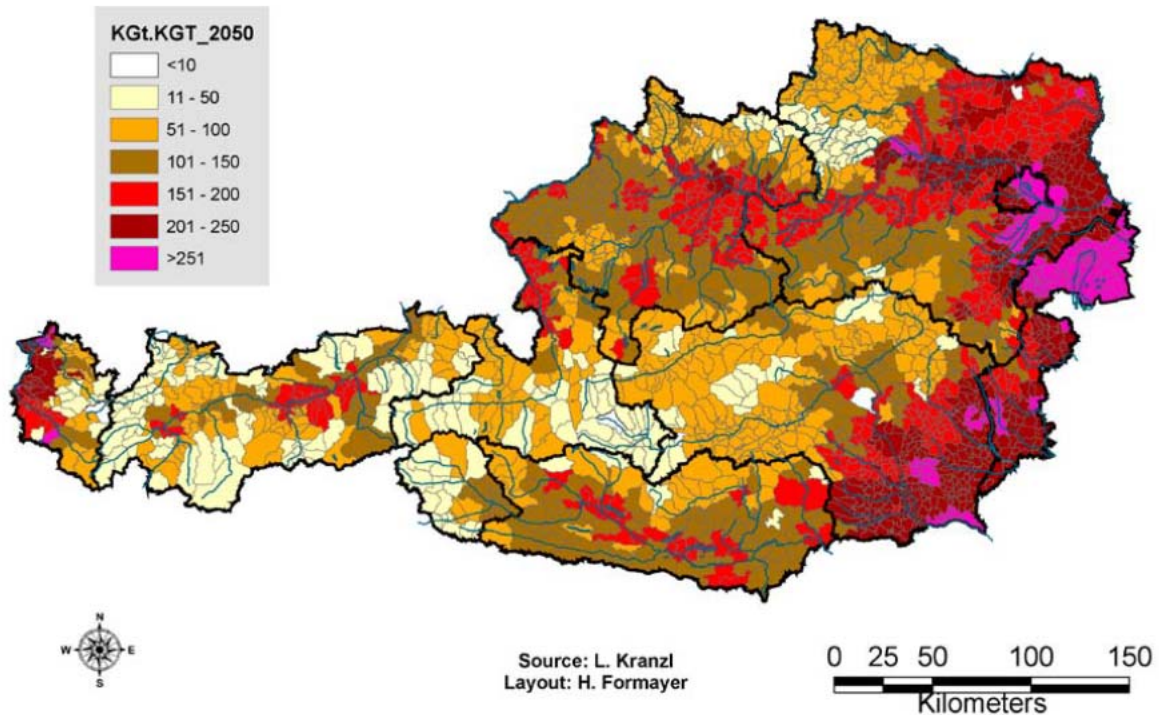 KGt.KGT_2050
<10
11 - 50
51 - 100
101 - 150
151 - 200
201 - 250
>251
N
W E
S
Source: L. Kranzl
Layout: H. Formayer
0 25 50 100 150
Kilometers